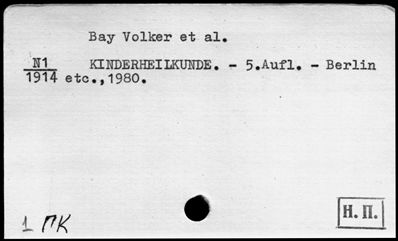 Bay Volker et al.
N1
1914
KINDERHEILKUNDE. - 5.Aufl. - Berlin
etc.,1980.
1 ПК
Н. П.